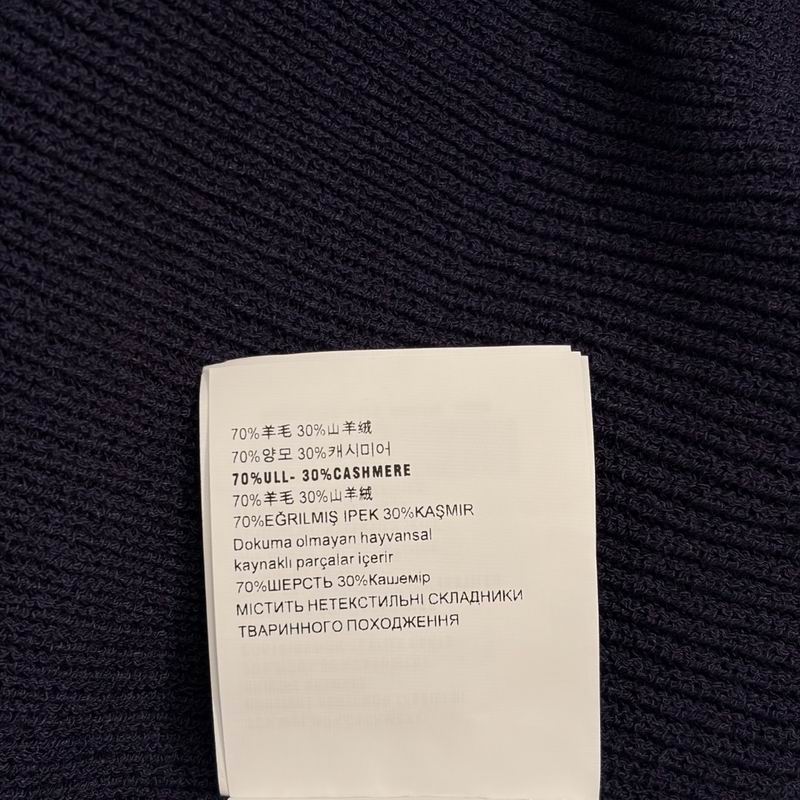 70%羊毛 30%山羊绒
70%양모 30%캐시미어
70%ULL- 30%CASHMERE
70%羊毛 30%山羊絨
70%EĞRILMIŞ IPEK 30%KAŞMIR
Dokuma olmayan hayvansal
kaynaklı parçalar içerir
70%ШЕРСТЬ 30%Кашемір
МІСТИТЬ НЕТЕКСТИЛЬНІ СКЛАДНИКИ
ТВАРИННОГО ПОХОДЖЕННЯ